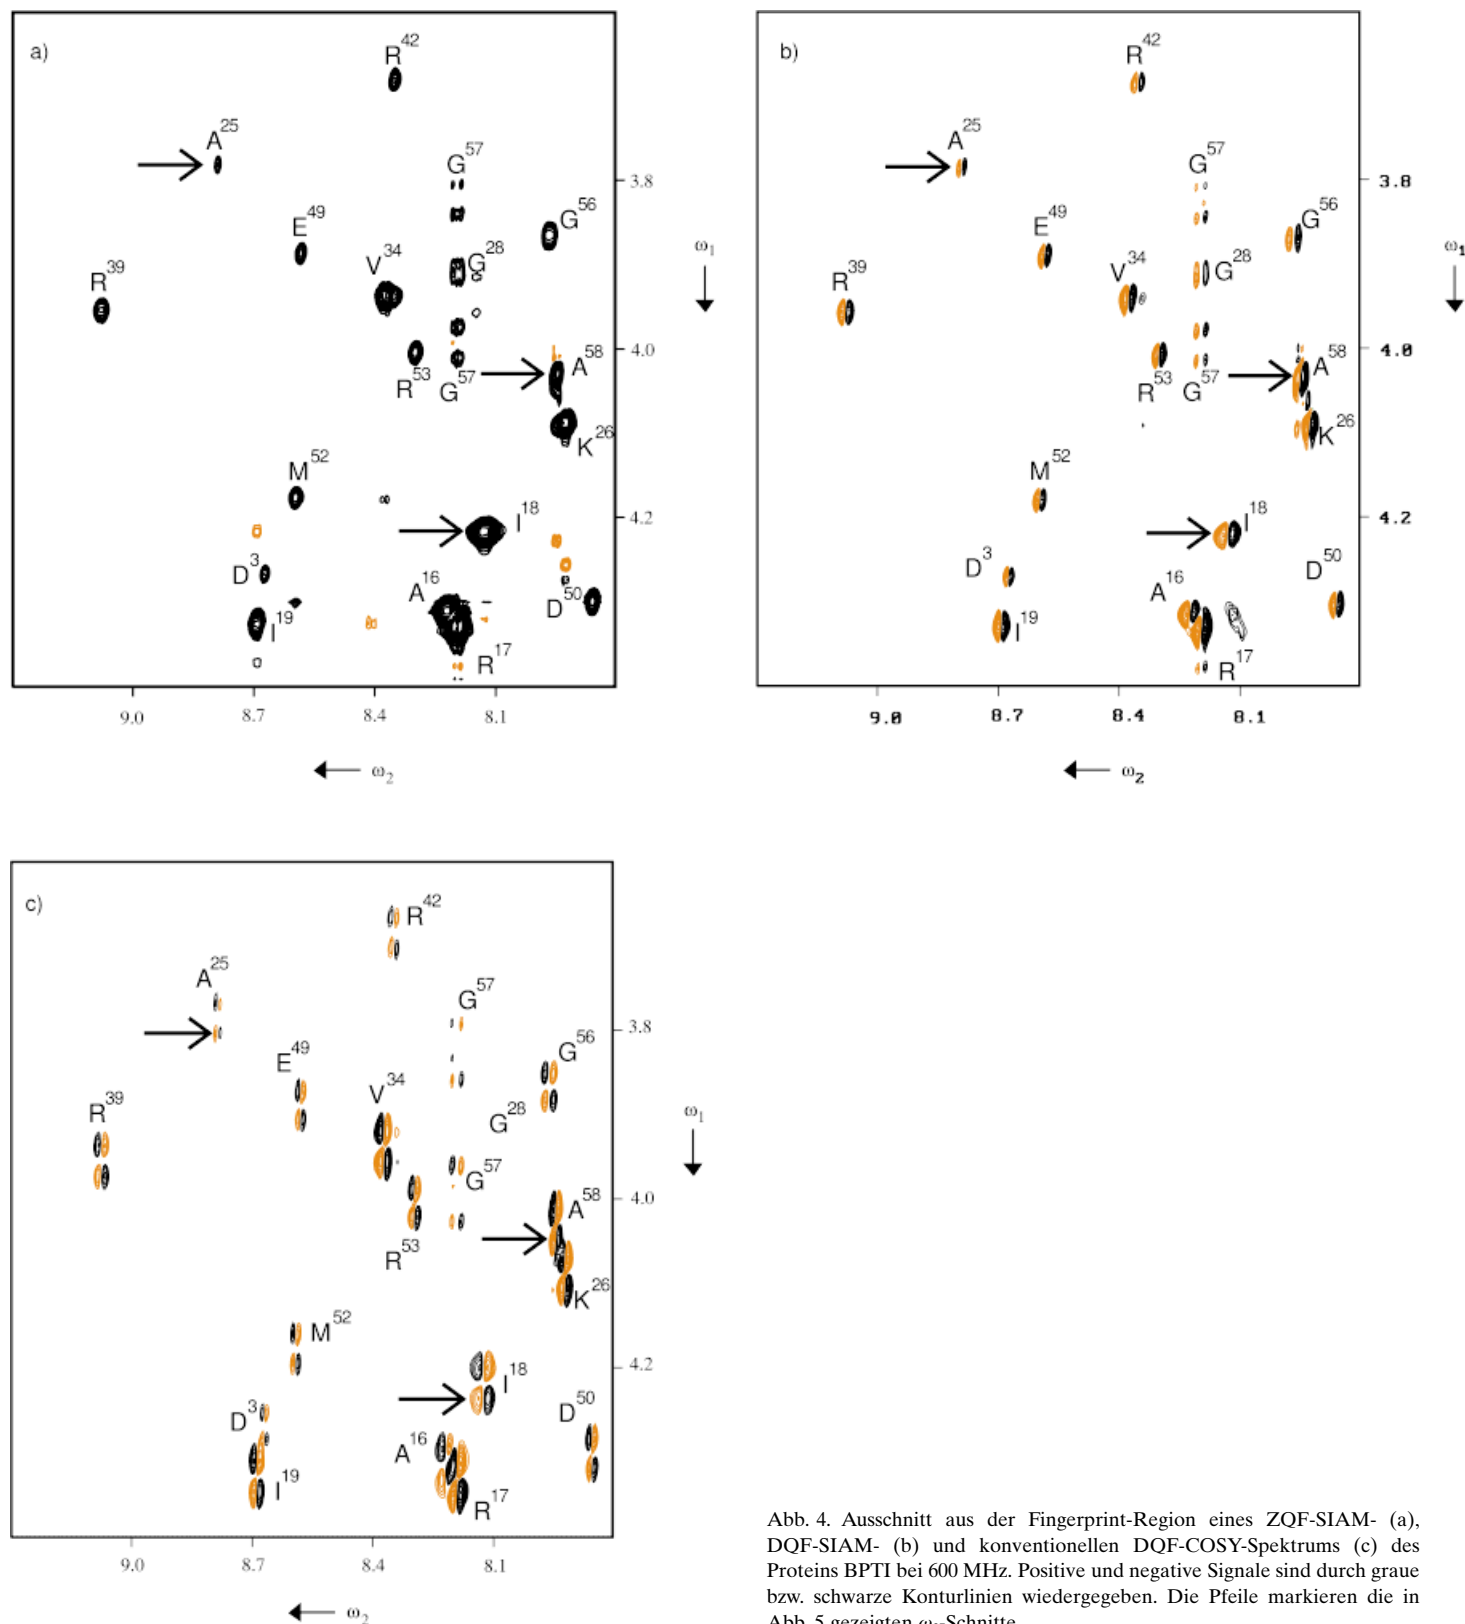 a)
R42
A25
G57
3.8
E49
G56
V34
G28
ω1
R39
4.0
A58
R53
G57
K26
M52
I18
4.2
D3
A16
D50
I19
R17
9.0
8.7
8.4
8.1
ω2
b)
R42
A25
G57
3.8
G56
E49
V34
G28
ω1
R39
4.0
A58
R53
G57
K26
M52
I18
4.2
D3
A16
D50
I19
R17
9.0
8.7
8.4
8.1
ω2
c)
R42
A25
G57
3.8
G56
E49
V34
R39
G28
ω1
G57
A58
4.0
R53
K26
M52
I18
4.2
D3
D50
A16
I19
R17
9.0
8.7
8.4
8.1
ω2
Abb. 4. Ausschnitt aus der Fingerprint-Region eines ZQF-SIAM- (a),
DQF-SIAM- (b) und konventionellen DQF-COSY-Spektrums (c) des
Proteins BPTI bei 600 MHz. Positive und negative Signale sind durch graue
bzw. schwarze Konturlinien wiedergegeben. Die Pfeile markieren die in
Abb. 5 gezeigten